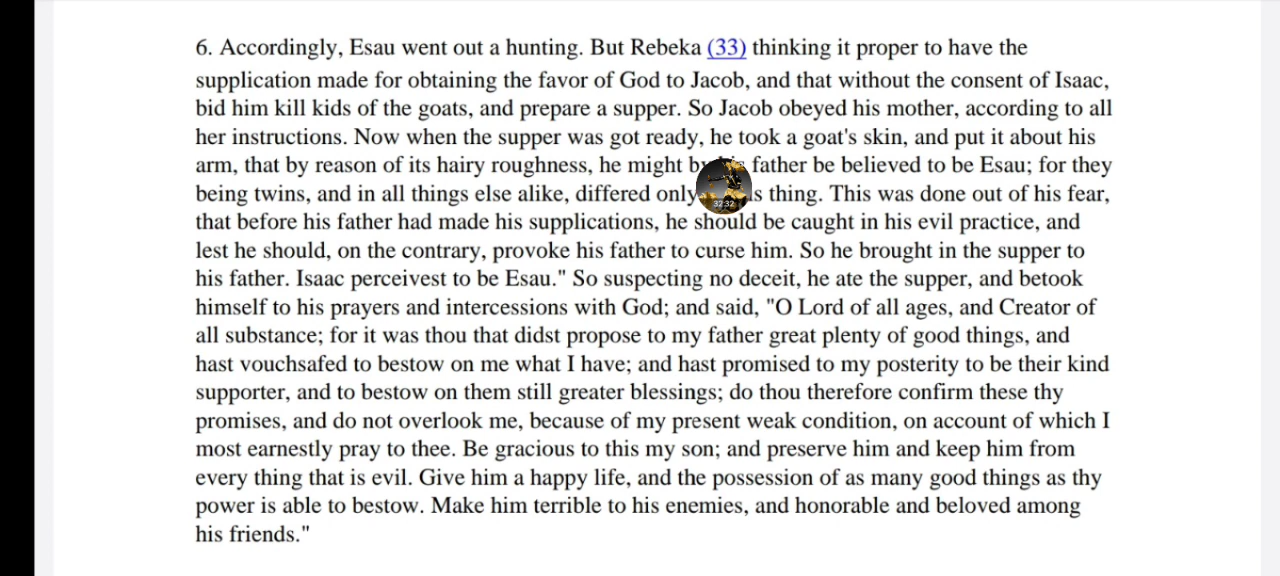 6. Accordingly, Esau went out a hunting. But Rebeka (33) thinking it proper to have the
supplication made for obtaining the favor of God to Jacob, and that without the consent of Isaac,
bid him kill kids of the goats, and prepare a supper. So Jacob obeyed his mother, according to all
her instructions. Now when the supper was got ready, he took a goat's skin, and put it about his
arm, that by reason of its hairy roughness, he might father be believed to be Esau; for they
being twins, and in all things else alike, differed only thing. This was done out of his fear,
32:32
that before his father had made his supplications, he should be caught in his evil practice, and
lest he should, on the contrary, provoke his father to curse him. So he brought in the supper to
his father. Isaac perceivest to be Esau." So suspecting no deceit, he ate the supper, and betook
himself to his prayers and intercessions with God; and said, "O Lord of all ages, and Creator of
all substance; for it was thou that didst propose to my father great plenty of good things, and
hast vouchsafed to bestow on me what I have; and hast promised to my posterity to be their kind
supporter, and to bestow on them still greater blessings; do thou therefore confirm these thy
promises, and do not overlook me, because of my present weak condition, on account of which I
most earnestly pray to thee. Be gracious to this my son; and preserve him and keep him from
every thing that is evil. Give him a happy life, and the possession of as many good things as thy
power is able to bestow. Make him terrible to his enemies, and honorable and beloved among
his friends."